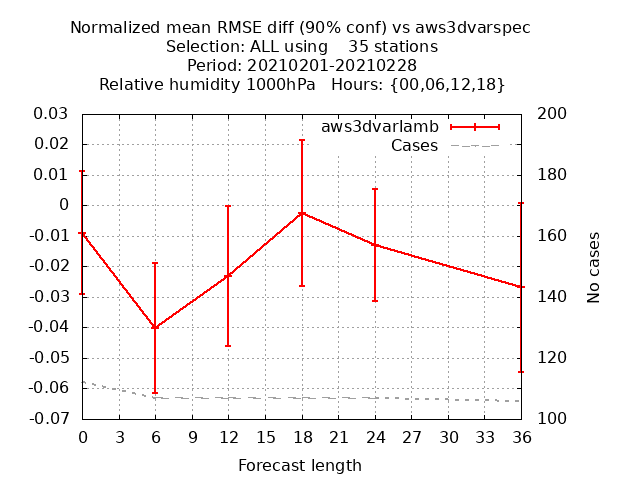 Normalized mean RMSE diff (90% conf) vs aws3dvarspec
Selection: ALL using    35 stations
Period: 20210201-20210228
Relative humidity 1000hPa   Hours: {00,06,12,18}
0.03
0.02
0.01
0
-0.01
-0.02
-0.03
-0.04
-0.05
-0.06
-0.07
aws3dvarlamb
Cases
200
180
160
140
120
100
No cases
0 3 6 9 12 15 18 21 24 27 30 33 36
Forecast length